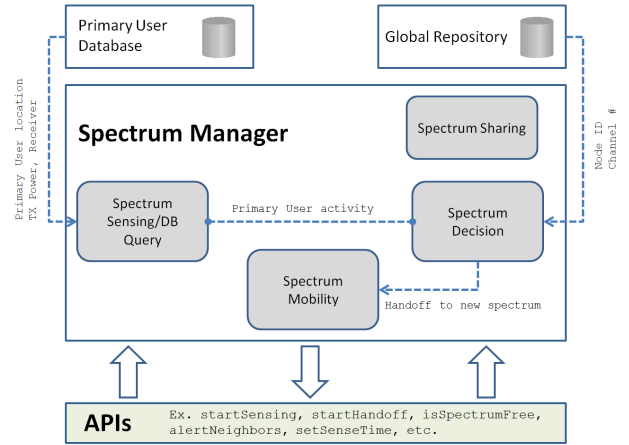 Primary User
Database
Global Repository
Primary User location
TX Power, Receiver
Node ID
Channel #
Spectrum Manager
Spectrum Sharing
Spectrum
Sensing/DB
Query
Primary User activity
Spectrum
Decision
Spectrum
Mobility
Handoff to new spectrum
APIs
Ex. startSensing, startHandoff, isSpectrumFree,
alertNeighbors, setSenseTime, etc.